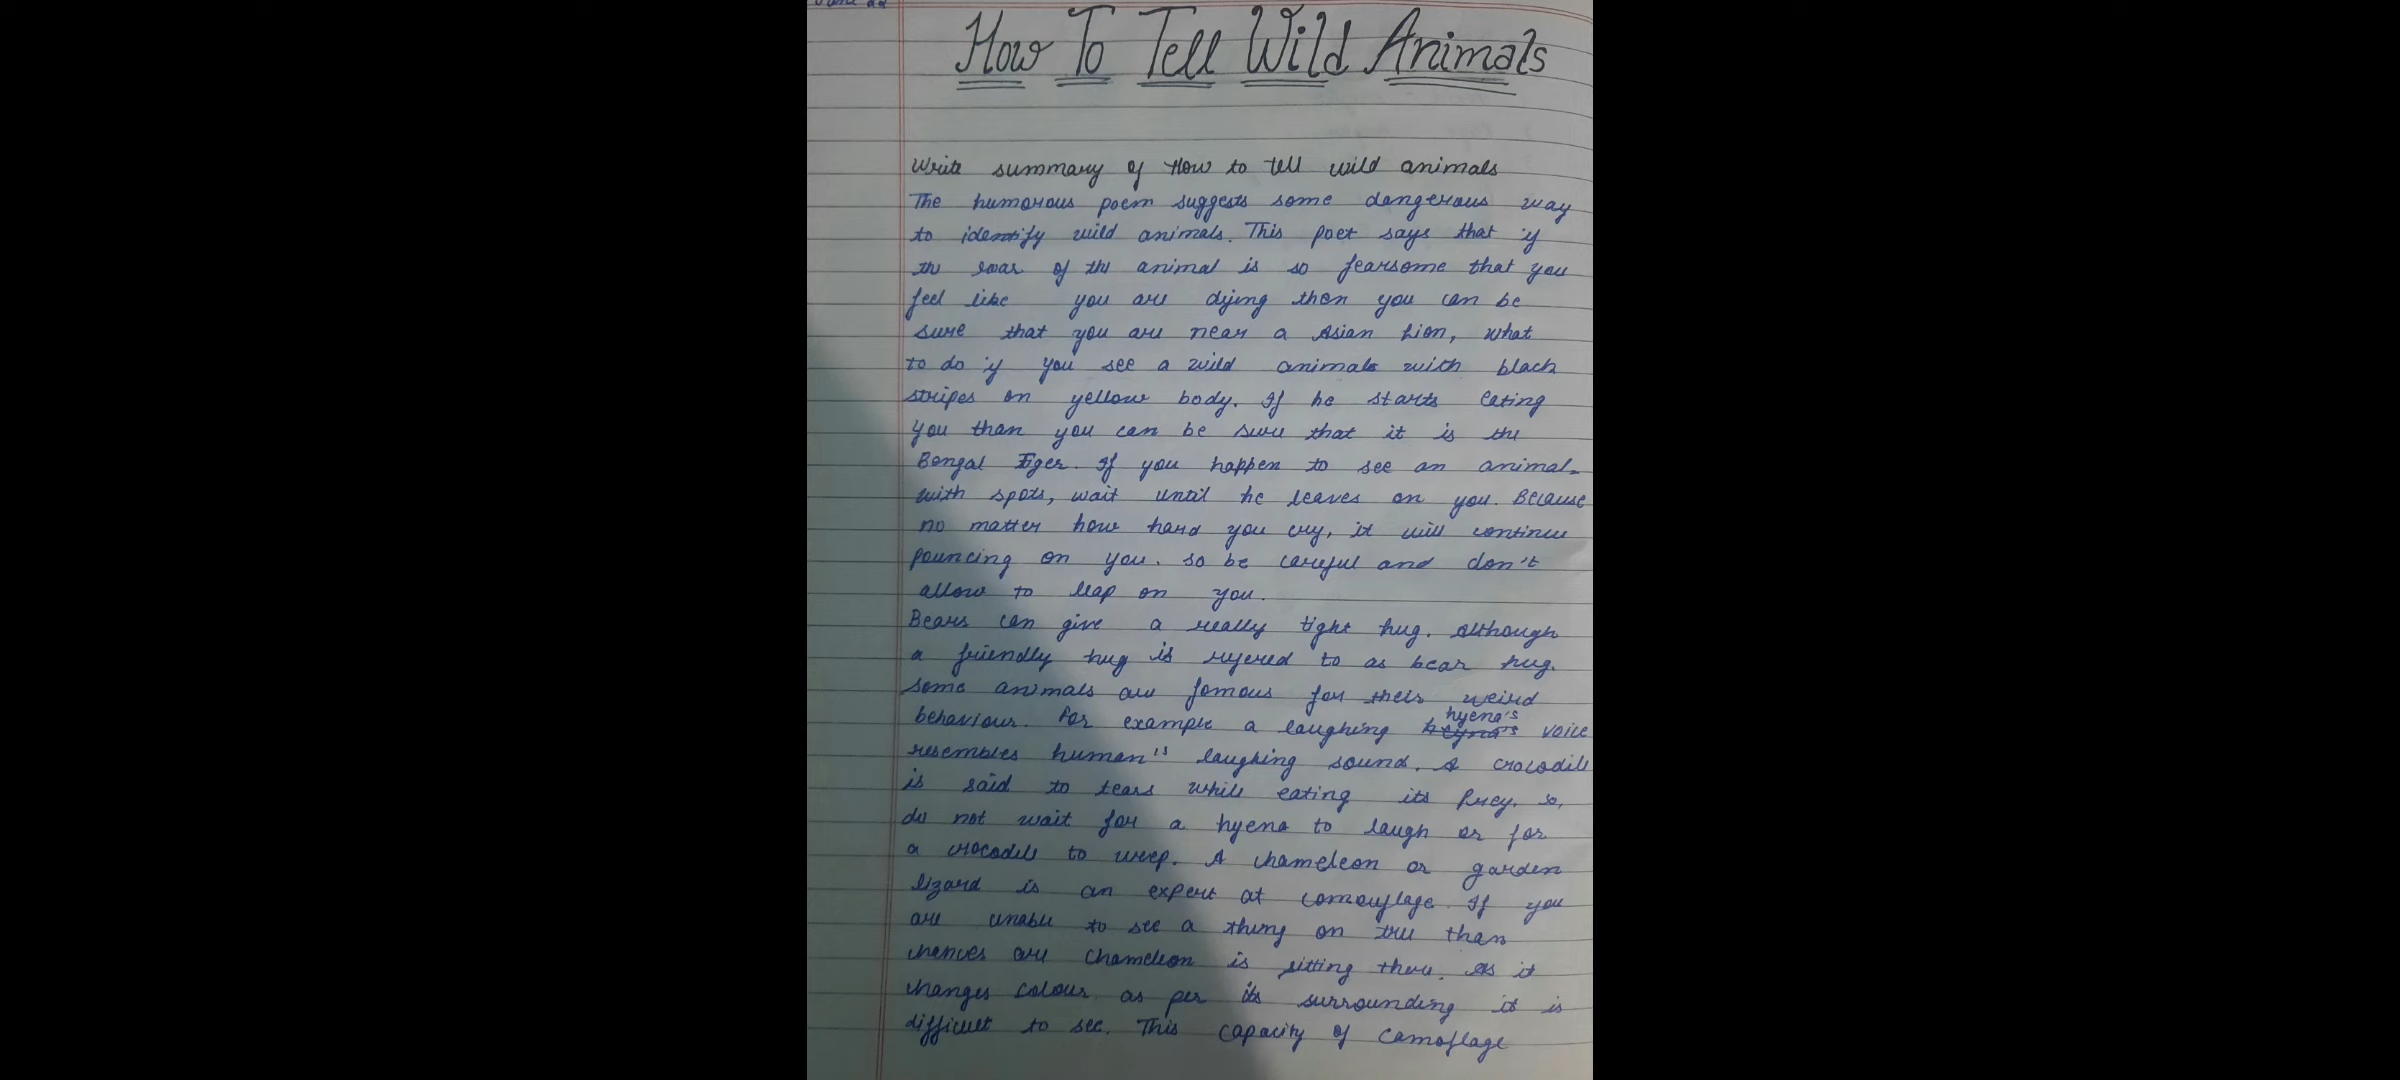 How To Tell Wild Animals
Write summary of How to tell wild animals
The humorous poem suggests some dangerous way
to identify wild animals. This poet says that if
the roar of the animal is so fearsome that you
feel like you are dying then you can be
sure that you are near a Asian Lion, what
to do if you see a wild animals with black
stripes on yellow body. If he starts eating
you than you can be sure that it is the
Bengal Tiger. If you happen to see an animal
with spots, wait until he leaves on you. Because
no matter how hard you cry, it will continue
pouncing on you. so be careful and don't
allow to leap on you.
Bears can give a really tight hug. Although
a friendly hug is refered to as bear hug.
some animals are famous for their weird
behaviour. For example a laughing hyena's voice
resembles human's laughing sound. A crocodile
is said to tears while eating its prey. so,
do not wait for a hyena to laugh or for
a crocodile to weep. A chameleon or garden
lizard is an expert at comouflage. If you
are unable to see a thing on tree than
chances are chameleon is sitting there. As it
changes colour as per its surrounding it is
difficult to see. This capacity of camoflage